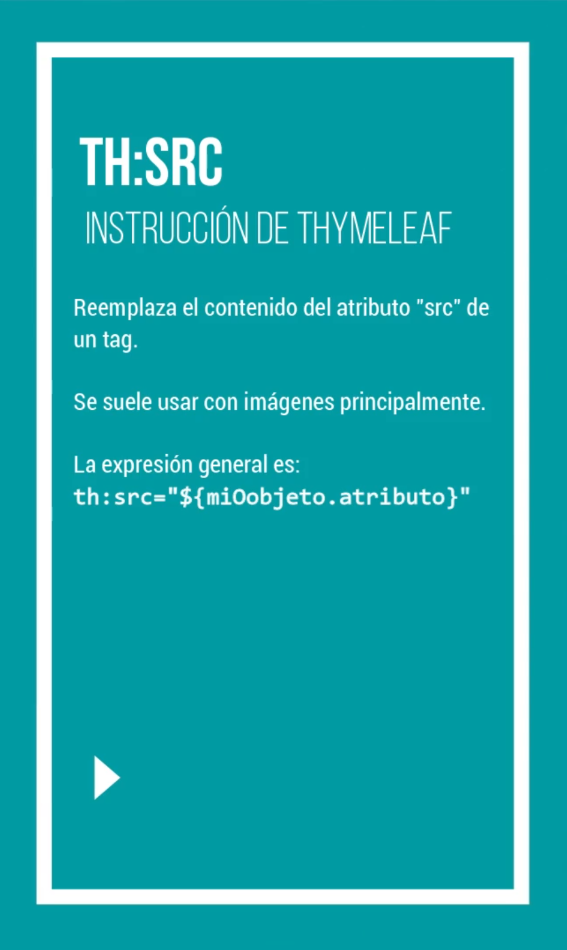 TH:SRC
INSTRUCCIÓN DE THYMELEAF
Reemplaza el contenido del atributo "src" de
un tag.
Se suele usar con imágenes principalmente.
La expresión general es:
th:src="${miOobjeto.atributo}"